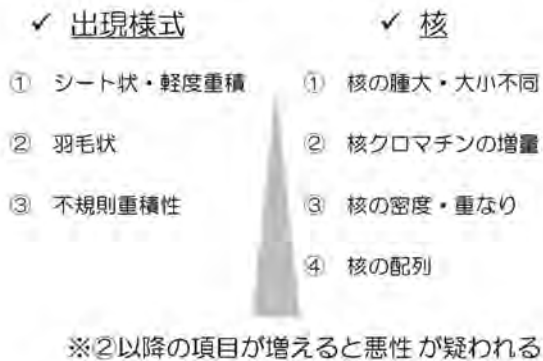 ✓ 出現様式
① シート状・軽度重積
② 羽毛状
③ 不規則重積性
✓ 核
① 核の腫大・大小不同
② 核クロマチンの増量
③ 核の密度・重なり
④ 核の配列
※②以降の項目が増えると悪性が疑われる